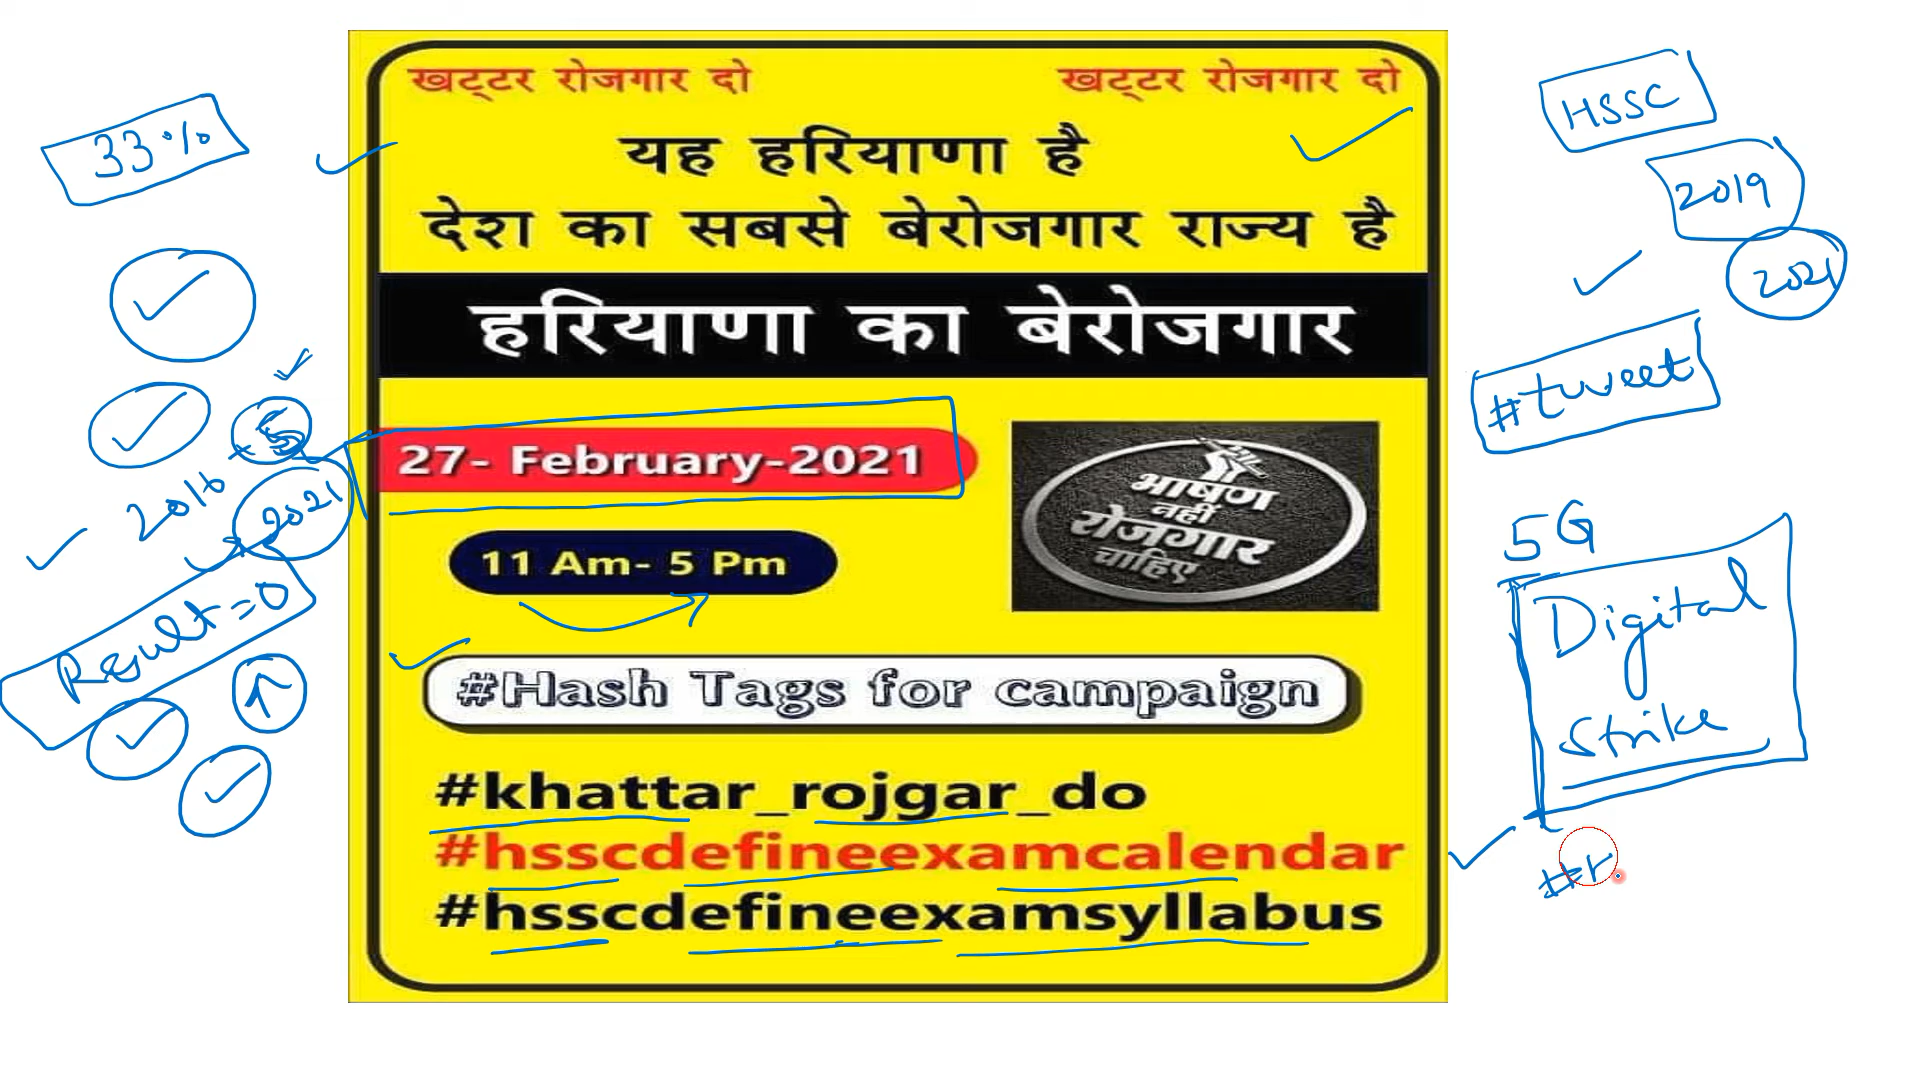 खट्टर रोजगार दो
खट्टर रोजगार दो
यह हरियाणा है
देश का सबसे बेरोजगार राज्य है
हरियाणा का बेरोजगार
27- February-2021
11 Am- 5 Pm
भाषण
नहीं
रोजगार
चाहिए
#Hash Tags for campaign
#khattar_rojgar_do
#hsscdefineexamcalendar
#hsscdefineexamsyllabus
33%
5
2016
2021
Result=0
HSSC
2019
2021
#tweet
5G
Digital
Strike
#r